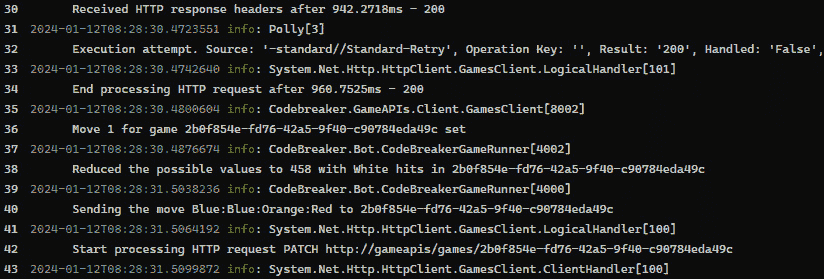 30 Received HTTP response headers after 942.2718ms - 200
31 2024-01-12T08:28:30.4723551 info: Polly[3]
32 Execution attempt. Source: '-standard//Standard-Retry', Operation Key: '', Result: '200', Handled: 'False',
33 2024-01-12T08:28:30.4742640 info: System.Net.Http.HttpClient.GamesClient.LogicalHandler[101]
34 End processing HTTP request after 960.7525ms - 200
35 2024-01-12T08:28:30.4800604 info: Codebreaker.GameAPIs.Client.GamesClient[8002]
36 Move 1 for game 2b0f854e-fd76-42a5-9f40-c90784eda49c set
37 2024-01-12T08:28:30.4876674 info: CodeBreaker.Bot.CodeBreakerGameRunner[4002]
38 Reduced the possible values to 458 with White hits in 2b0f854e-fd76-42a5-9f40-c90784eda49c
39 2024-01-12T08:28:31.5038236 info: CodeBreaker.Bot.CodeBreakerGameRunner[4000]
40 Sending the move Blue:Blue:Orange:Red to 2b0f854e-fd76-42a5-9f40-c90784eda49c
41 2024-01-12T08:28:31.5064192 info: System.Net.Http.HttpClient.GamesClient.LogicalHandler[100]
42 Start processing HTTP request PATCH http://gameapis/games/2b0f854e-fd76-42a5-9f40-c90784eda49c
43 2024-01-12T08:28:31.5099872 info: System.Net.Http.HttpClient.GamesClient.ClientHandler[100]